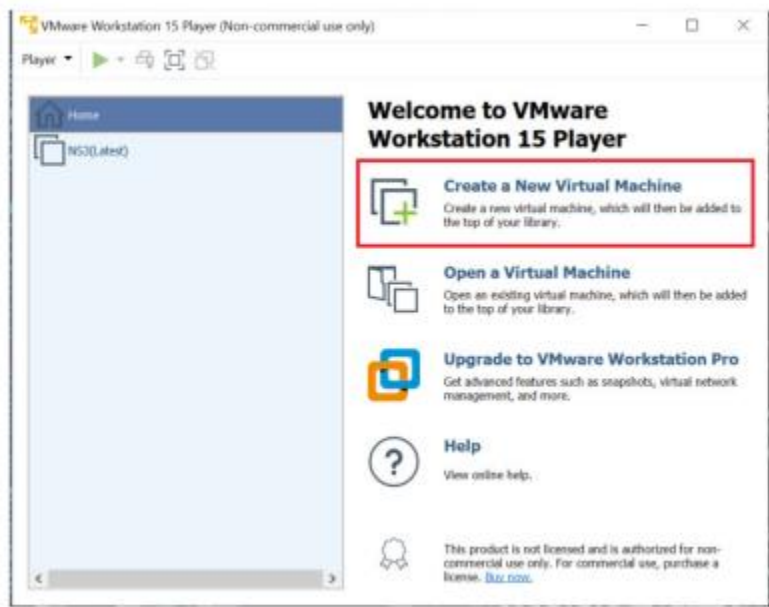 VMware Workstation 15 Player (Non-commercial use only)
Player
Home
NS3(Latest)
Welcome to VMware
Workstation 15 Player
Create a New Virtual Machine
Create a new virtual machine, which will then be added to
the top of your library.
Open a Virtual Machine
Open an existing virtual machine, which will then be added
to the top of your library.
Upgrade to VMware Workstation Pro
Get advanced features such as snapshots, virtual network
management, and more.
?
Help
View online help.
This product is not licensed and is authorized for non-
commercial use only. For commercial use, purchase a
license. Buy now.